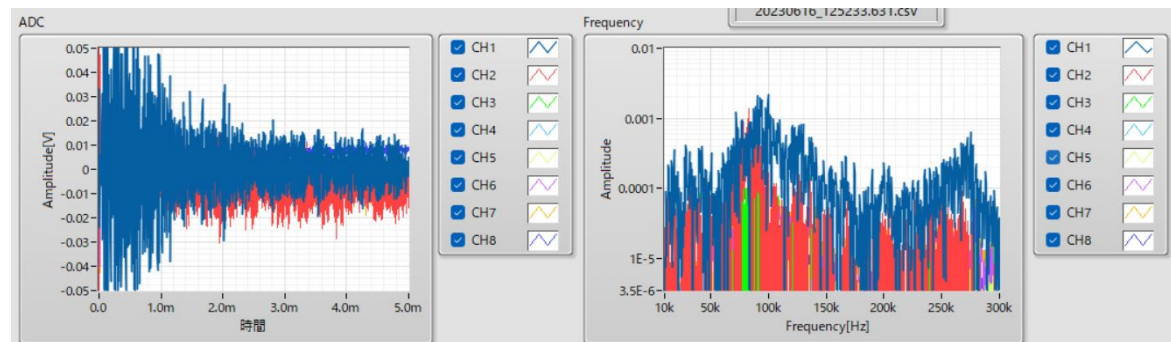 20230616_125233.631.csv
ADC
0.05
0.04
0.03
0.02
0.01
0
-0.01
-0.02
-0.03
-0.04
-0.05
Amplitude[V]
0.0 1.0m 2.0m 3.0m 4.0m 5.0m
時間
CH1
CH2
CH3
CH4
CH5
CH6
CH7
CH8
Frequency
0.01
0.001
0.0001
1E-5
3.5E-6
Amplitude
10k 50k 100k 150k 200k 250k 300k
Frequency[Hz]
CH1
CH2
CH3
CH4
CH5
CH6
CH7
CH8